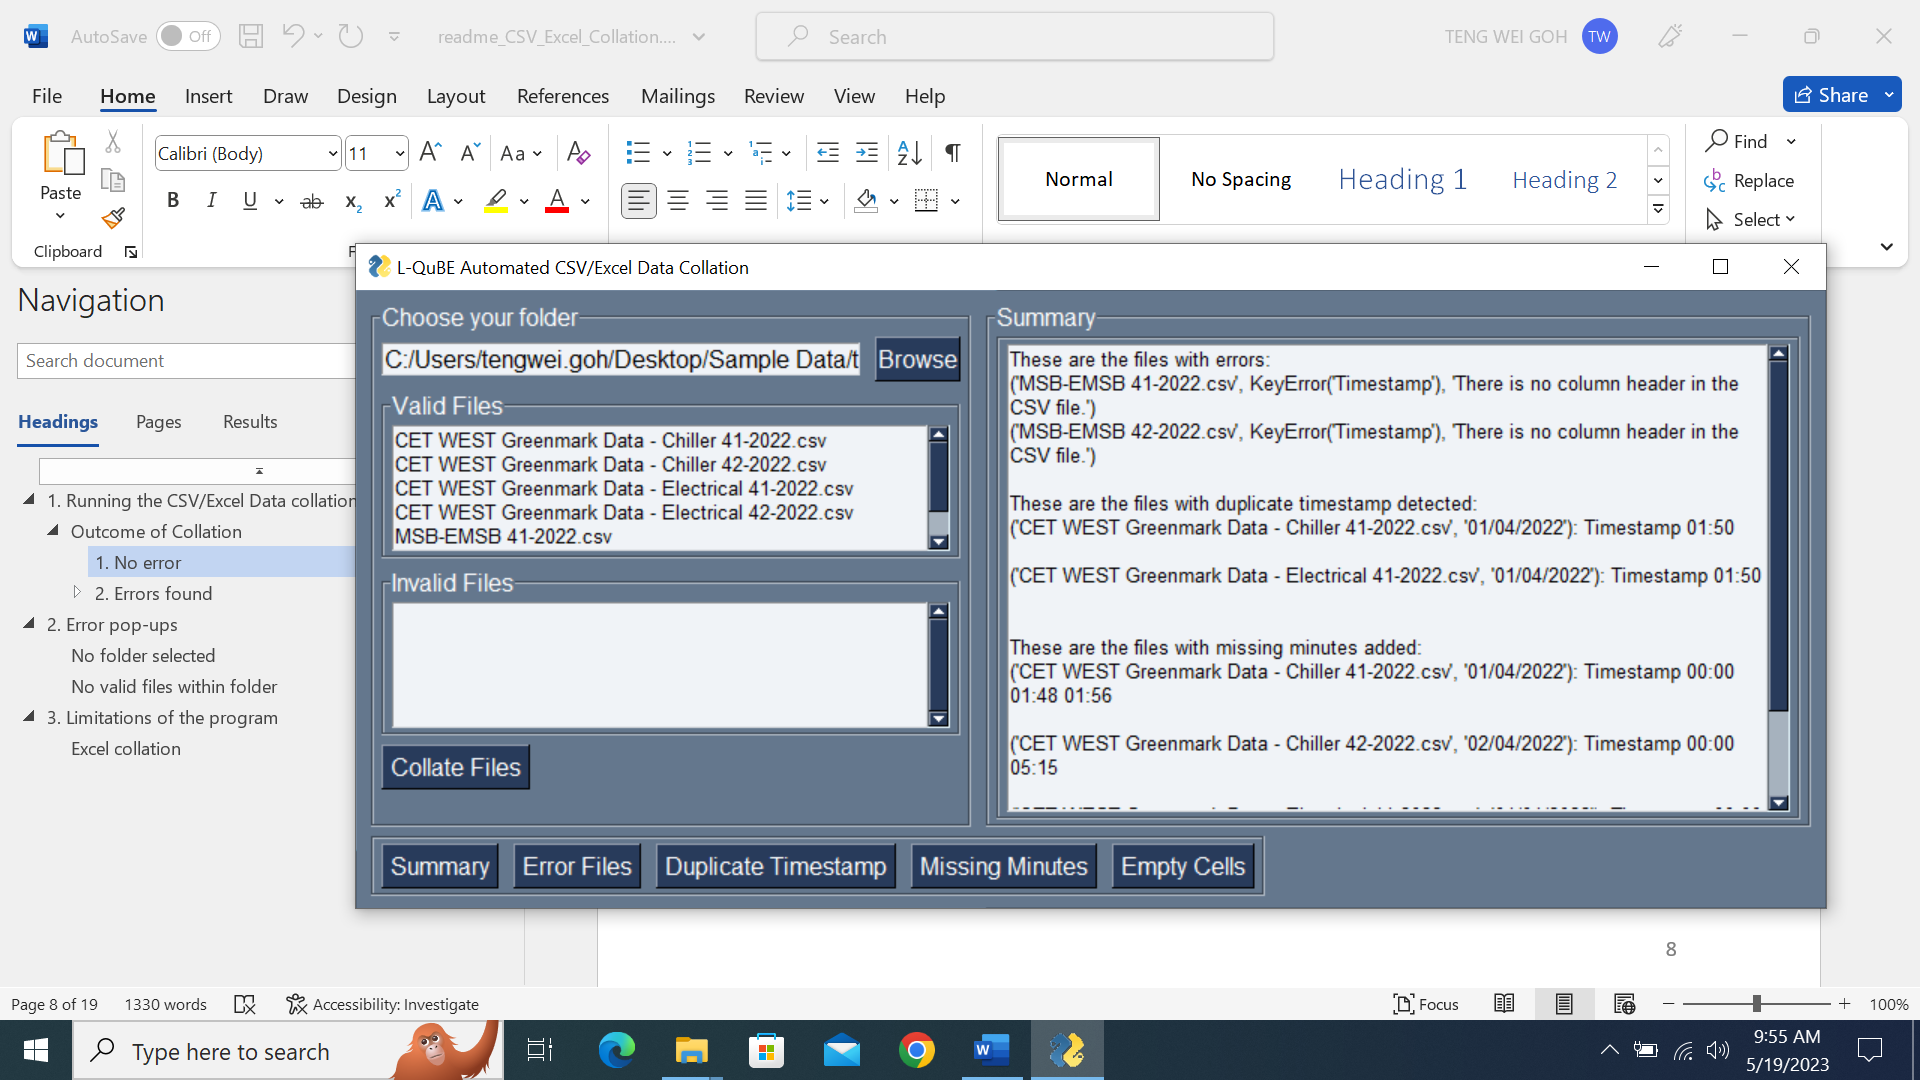 AutoSave Off
readme_CSV_Excel_Collation....
Search
TENG WEI GOH TW
File Home Insert Draw Design Layout References Mailings Review View Help
Share
Paste
Calibri (Body) 11
Aa
Normal
No Spacing
Heading 1
Heading 2
Find
Replace
Select
Clipboard
L-QuBE Automated CSV/Excel Data Collation
Navigation
Search document
Headings Pages Results
1. Running the CSV/Excel Data collation
Outcome of Collation
1. No error
2. Errors found
2. Error pop-ups
No folder selected
No valid files within folder
3. Limitations of the program
Excel collation
Choose your folder
C:/Users/tengwei.goh/Desktop/Sample Data/t
Browse
Valid Files
CET WEST Greenmark Data - Chiller 41-2022.csv
CET WEST Greenmark Data - Chiller 42-2022.csv
CET WEST Greenmark Data - Electrical 41-2022.csv
CET WEST Greenmark Data - Electrical 42-2022.csv
MSB-EMSB 41-2022.csv
Invalid Files
Collate Files
Summary
These are the files with errors:
('MSB-EMSB 41-2022.csv', KeyError('Timestamp'), 'There is no column header in the
CSV file.')
('MSB-EMSB 42-2022.csv', KeyError('Timestamp'), 'There is no column header in the
CSV file.')
These are the files with duplicate timestamp detected:
('CET WEST Greenmark Data - Chiller 41-2022.csv', '01/04/2022'): Timestamp 01:50
('CET WEST Greenmark Data - Electrical 41-2022.csv', '01/04/2022'): Timestamp 01:50
These are the files with missing minutes added:
('CET WEST Greenmark Data - Chiller 41-2022.csv', '01/04/2022'): Timestamp 00:00
01:48 01:56
('CET WEST Greenmark Data - Chiller 42-2022.csv', '02/04/2022'): Timestamp 00:00
05:15
Summary
Error Files
Duplicate Timestamp
Missing Minutes
Empty Cells
8
Page 8 of 19
1330 words
Accessibility: Investigate
Focus
100%
Type here to search
9:55 AM
5/19/2023